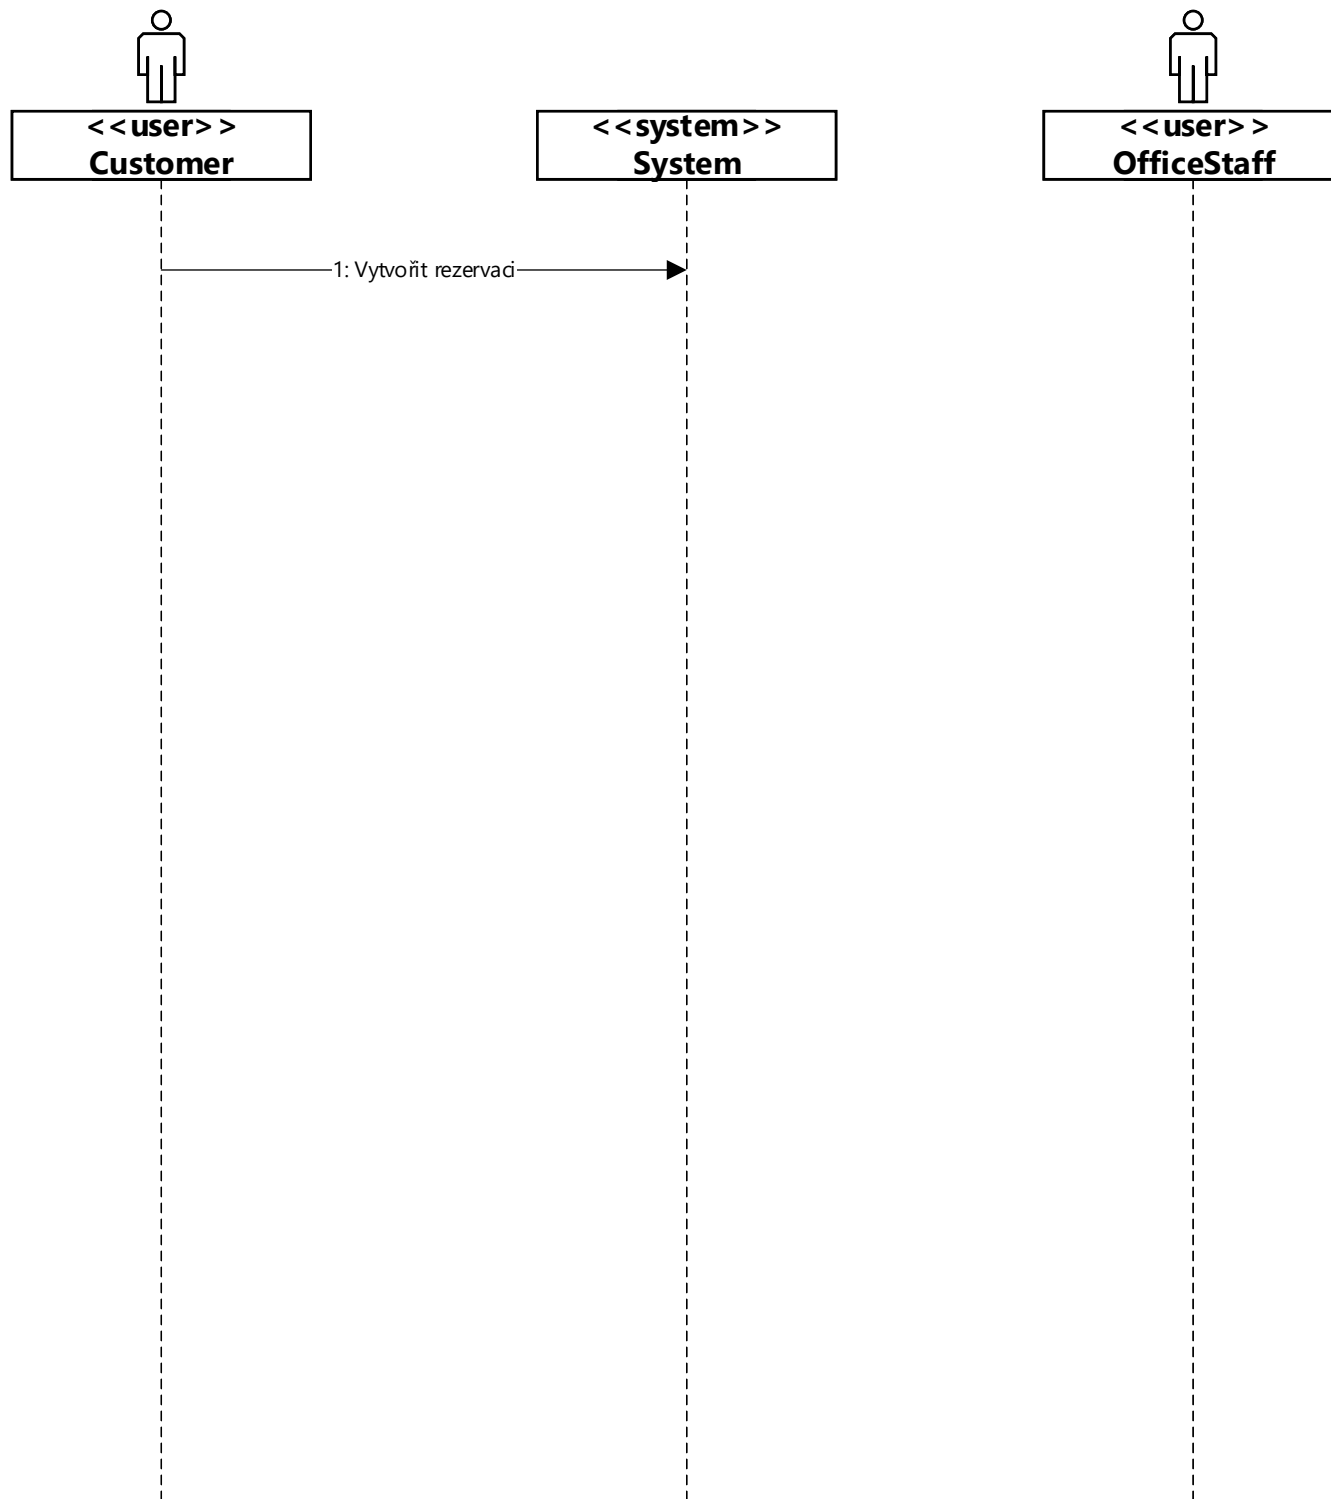 <<user>>
Customer
<<system>>
System
<<user>>
OfficeStaff
1: Vytvořit rezervaci